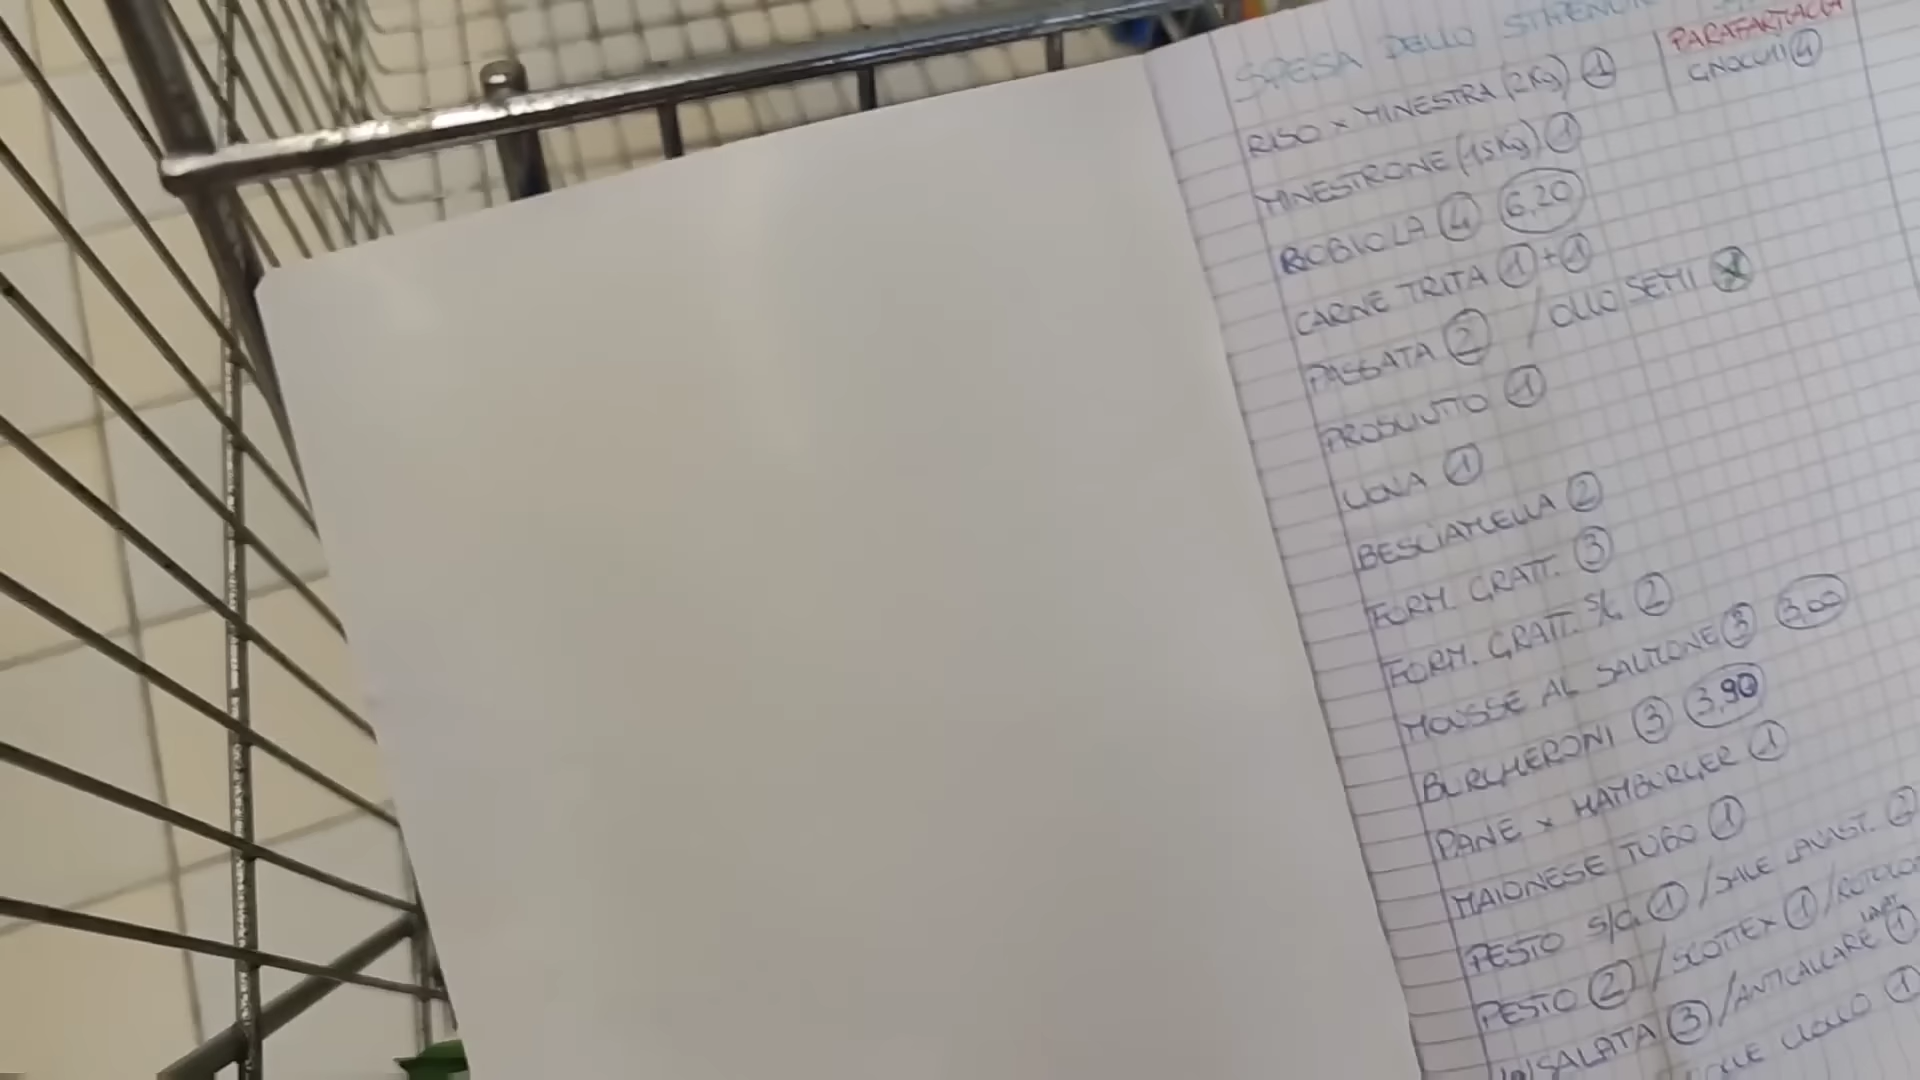 SPESA DELLO
PARAFARMACIA
GNOCCHI 4
RISO x MINESTRA (2Kg) 1
MINESTRONE (1,5Kg) 1
ROBIOLA 4 6,20
CARNE TRITA 1 + 1
PASSATA 2 / OLIO SEMI
PROSCIUTTO 1
UOVA 1
BESCIAMELLA 2
FORM. GRATT. 3
FORM. GRATT. S/L 2
MOUSSE AL SALMONE 3 3,00
BURGHERONI 3 3,90
PANE x HAMBURGER 1
MAIONESE TUBO 1
PESTO S/A. 1 / SALE LAVAST. 2
PESTO 2 / SCOTTEX 1 /
INSALATA 3 / ANTICALCARE LAVAT 1
1